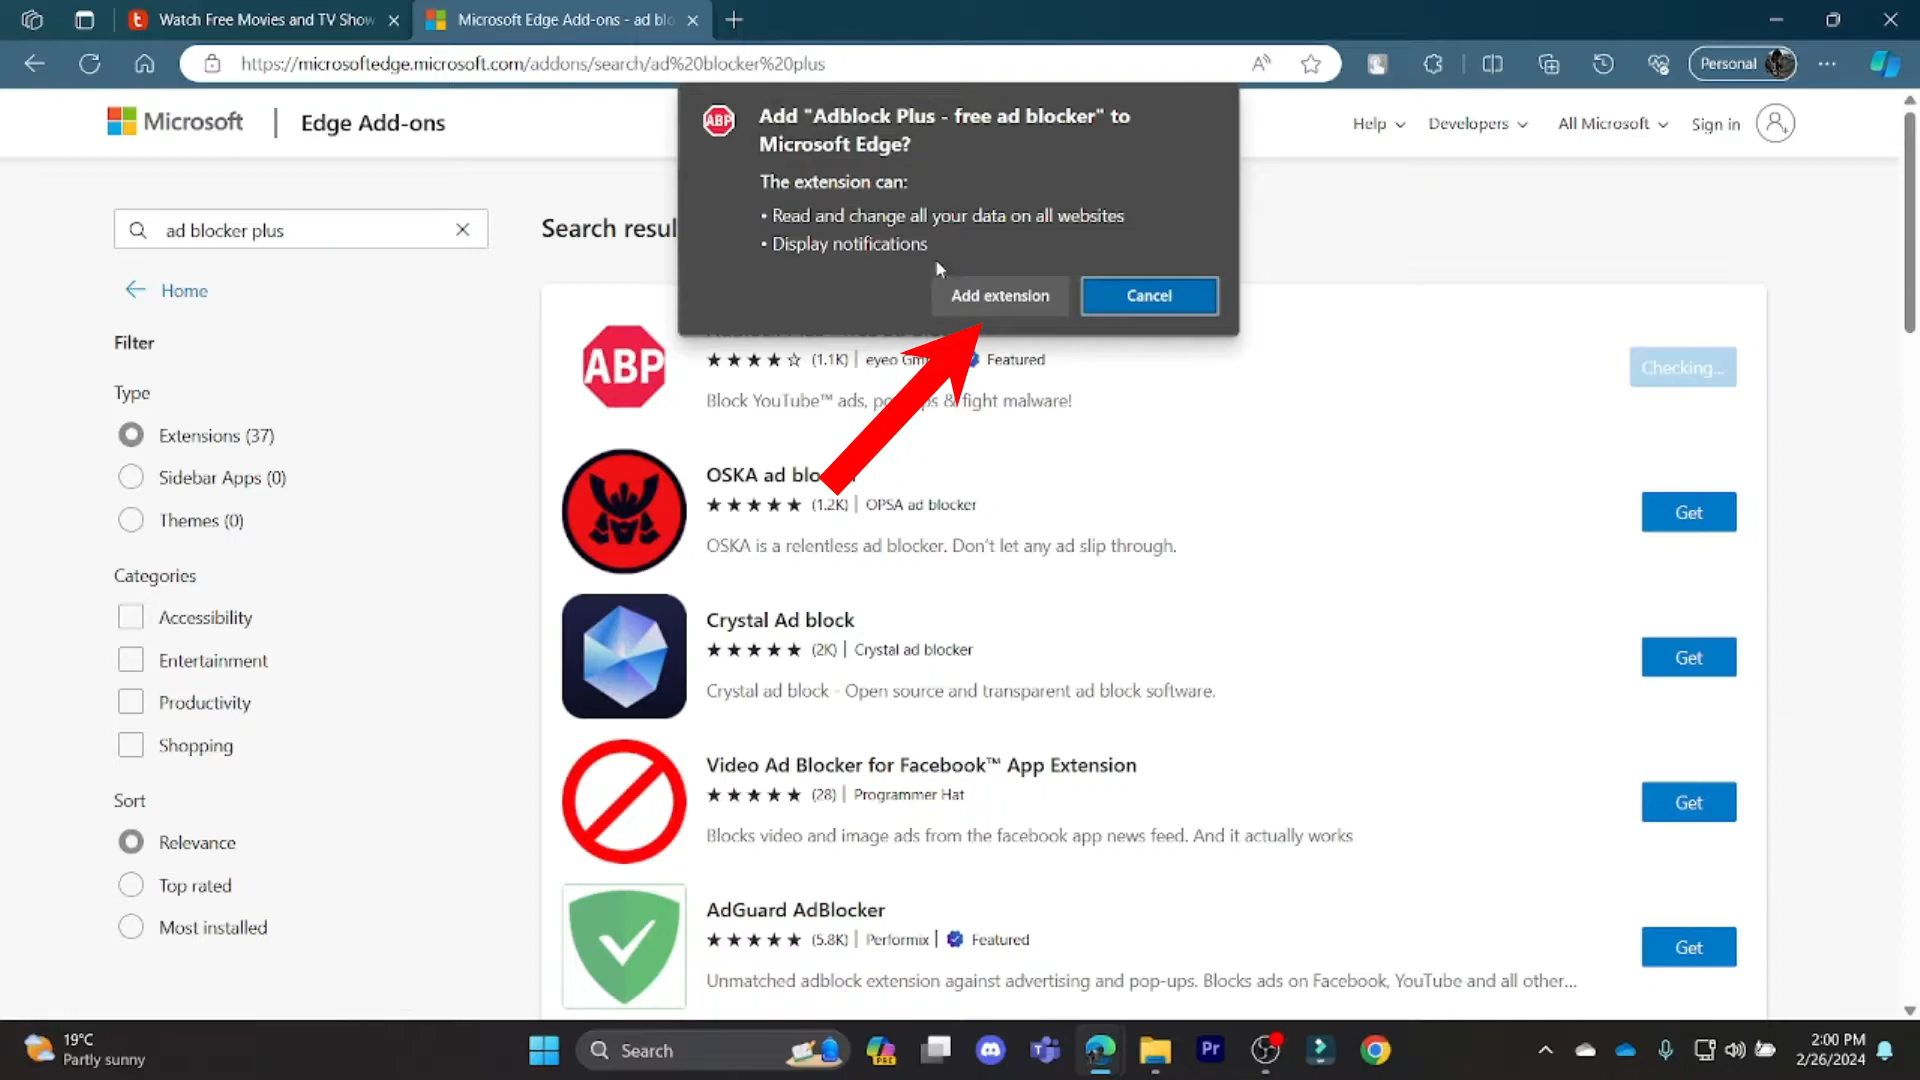 Watch Free Movies and TV Show
Microsoft Edge Add-ons - ad blo
https://microsoftedge.microsoft.com/addons/search/ad%20blocker%20plus
Personal
Microsoft | Edge Add-ons
Help
Developers
All Microsoft
Sign in
ABP
Add "Adblock Plus - free ad blocker" to
Microsoft Edge?
The extension can:
• Read and change all your data on all websites
• Display notifications
Add extension
Cancel
ad blocker plus
Home
Filter
Type
Extensions (37)
Sidebar Apps (0)
Themes (0)
Categories
Accessibility
Entertainment
Productivity
Shopping
Sort
Relevance
Top rated
Most installed
Search resul
ABP
(1.1K) | eyeo Featured
Block YouTube™ ads, & fight malware!
Checking...
OSKA ad
(1.2K) | OPSA ad blocker
OSKA is a relentless ad blocker. Don't let any ad slip through.
Get
Crystal Ad block
(2K) | Crystal ad blocker
Crystal ad block - Open source and transparent ad block software.
Get
Video Ad Blocker for Facebook™ App Extension
(28) | Programmer Hat
Blocks video and image ads from the facebook app news feed. And it actually works
Get
AdGuard AdBlocker
(5.8K) | Performix | Featured
Unmatched adblock extension against advertising and pop-ups. Blocks ads on Facebook, YouTube and all other...
Get
19°C
Partly sunny
Search
PRE
Pr
2:00 PM
2/26/2024